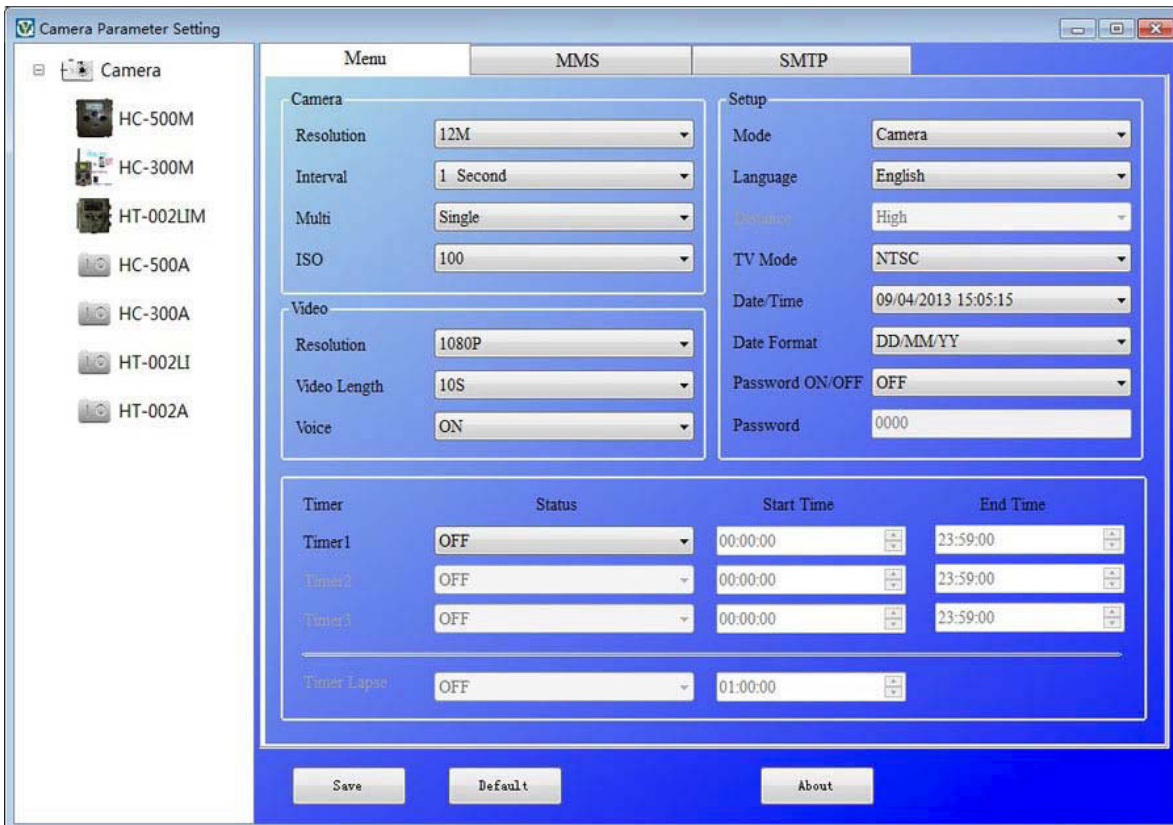 Camera Parameter Setting
Camera
HC-500M
HC-300M
HT-002LIM
HC-500A
HC-300A
HT-002LI
HT-002A
Menu MMS SMTP
Camera
Resolution 12M
Interval 1 Second
Multi Single
ISO 100
Video
Resolution 1080P
Video Length 10S
Voice ON
Setup
Mode Camera
Language English
Distance High
TV Mode NTSC
Date/Time 09/04/2013 15:05:15
Date Format DD/MM/YY
Password ON/OFF OFF
Password 0000
Timer Status Start Time End Time
Timer1 OFF 00:00:00 23:59:00
Timer2 OFF 00:00:00 23:59:00
Timer3 OFF 00:00:00 23:59:00
Timer Lapse OFF 01:00:00
Save Default About